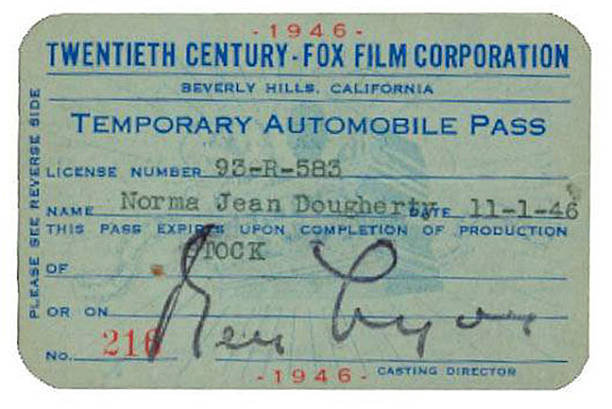 - 1946 -
TWENTIETH CENTURY - FOX FILM CORPORATION
BEVERLY HILLS, CALIFORNIA
TEMPORARY AUTOMOBILE PASS
LICENSE NUMBER 93-R-583
NAME Norma Jean Dougherty DATE 11-1-46
THIS PASS EXPIRES UPON COMPLETION OF PRODUCTION
OF STOCK
OR ON
No. 216
Ben Lyon
CASTING DIRECTOR
- 1946 -
PLEASE SEE REVERSE SIDE